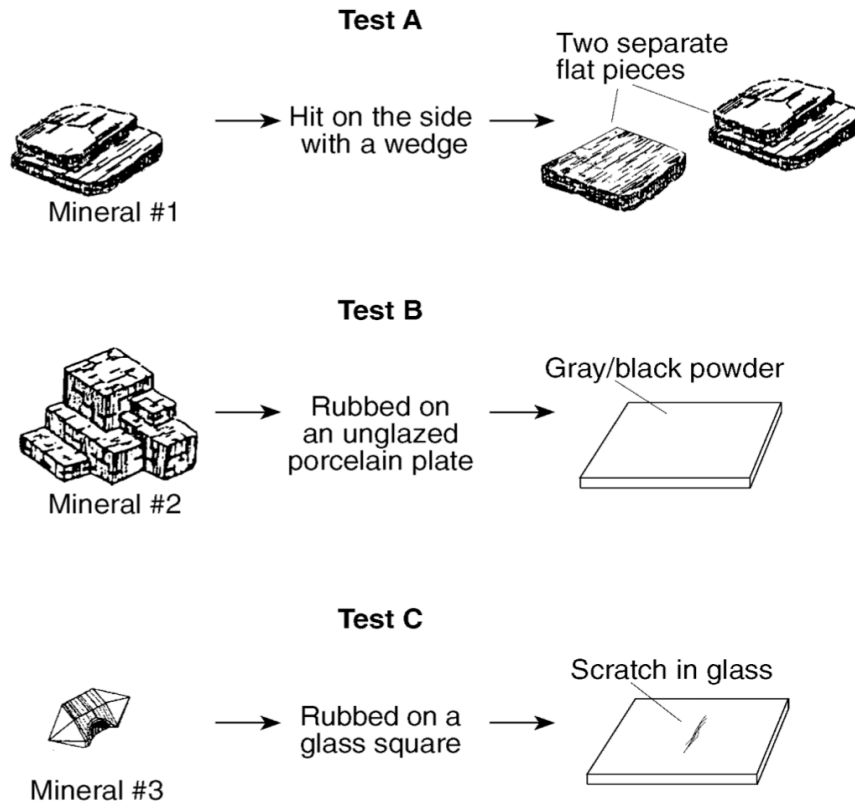 Test A
Two separate
flat pieces
Hit on the side
with a wedge
Mineral #1
Test B
Gray/black powder
Rubbed on
an unglazed
porcelain plate
Mineral #2
Test C
Scratch in glass
Rubbed on a
glass square
Mineral #3